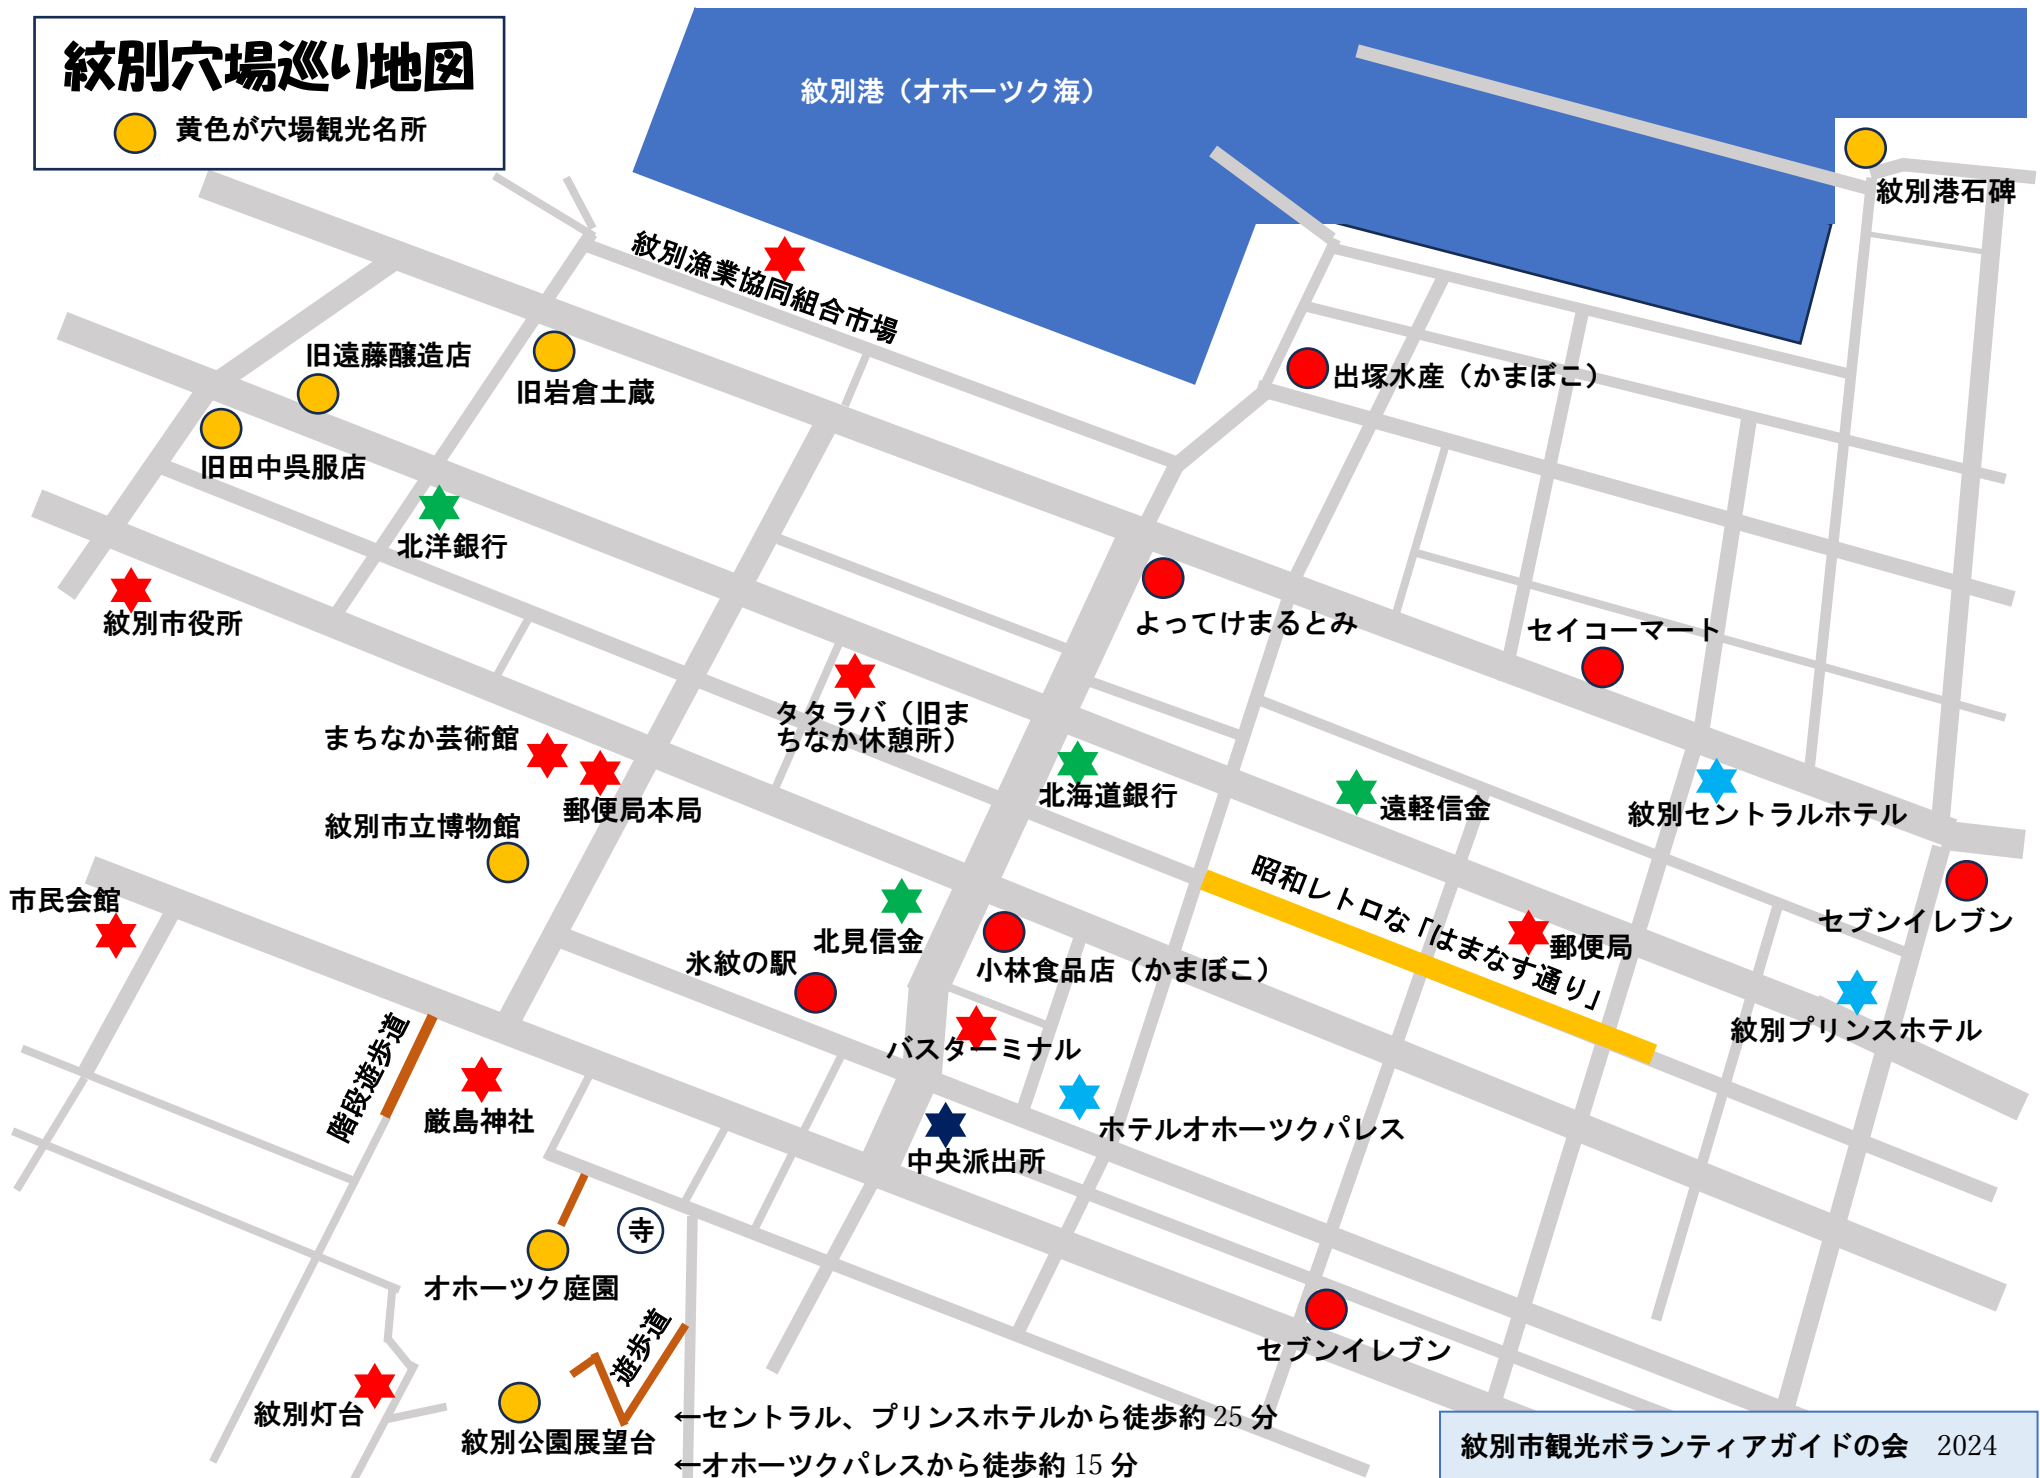 紋別穴場巡り地図
黄色が穴場観光名所
紋別港（オホーツク海）
紋別港石碑
紋別漁業協同組合市場
旧遠藤醸造店
旧岩倉土蔵
出塚水産（かまぼこ）
旧田中呉服店
北洋銀行
紋別市役所
よってけまるとみ
セイコーマート
タタラバ（旧ま
ちなか休憩所）
まちなか芸術館
郵便局本局
北海道銀行
遠軽信金
紋別セントラルホテル
紋別市立博物館
市民会館
昭和レトロな「はまなす通り」
郵便局
セブンイレブン
北見信金
氷紋の駅
小林食品店（かまぼこ）
紋別プリンスホテル
バスターミナル
階段遊歩道
厳島神社
ホテルオホーツクパレス
中央派出所
寺
オホーツク庭園
遊歩道
セブンイレブン
紋別灯台
紋別公園展望台
←セントラル、プリンスホテルから徒歩約 25 分
←オホーツクパレスから徒歩約 15 分
紋別市観光ボランティアガイドの会　2024